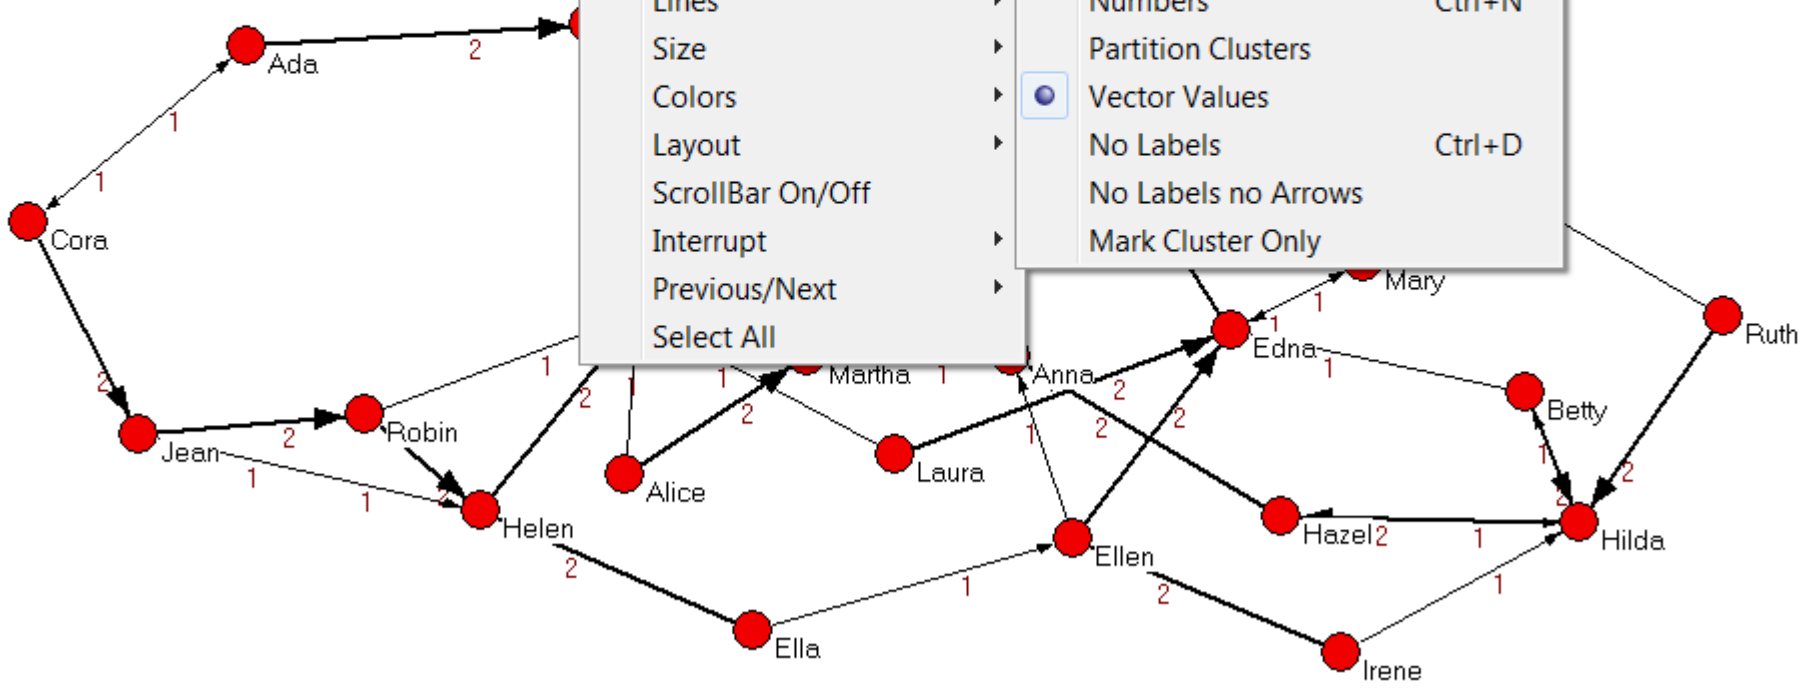 Lines
Numbers Ctrl+N
Size
Partition Clusters
Colors
Vector Values
Layout
No Labels Ctrl+D
ScrollBar On/Off
No Labels no Arrows
Interrupt
Mark Cluster Only
Previous/Next
Select All
Ada
2
1
1
Cora
Mary
1
1
Ruth
Edna
1
1
1
1
Martha
Anna
2
2
2
Betty
2
2
2
1
Robin
2
Jean
1
1
2
Helen
Alice
Laura
1
2
2
Hazel
2
1
Hilda
Ellen
2
1
2
1
Ella
Irene